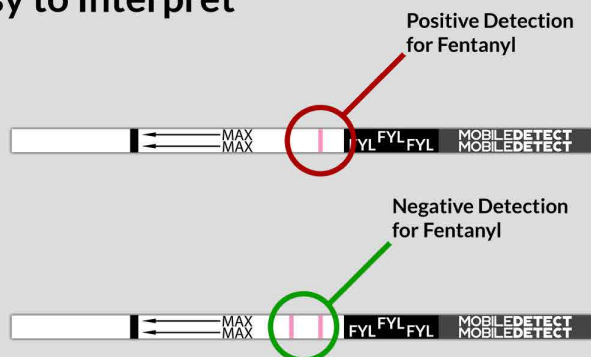 to Interpret
Positive Detection
for Fentanyl
MAX
MAX
FYL FYL FYL
MOBILEDETECT
MOBILEDETECT
Negative Detection
for Fentanyl
MAX
MAX
FYL FYL FYL
MOBILEDETECT
MOBILEDETECT